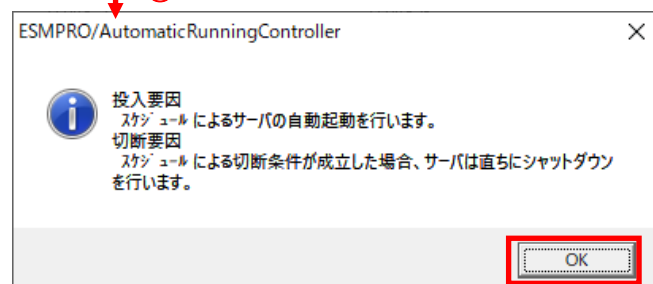 ESMPRO/AutomaticRunningController
投入要因
ｽｹｼﾞｭｰﾙ によるサーバの自動起動を行います。
切断要因
ｽｹｼﾞｭｰﾙ による切断条件が成立した場合、サーバは直ちにシャットダウン
を行います。
OK